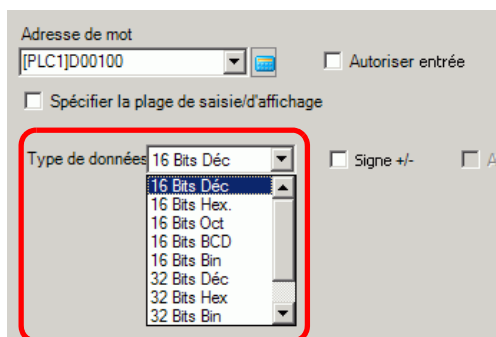 Adresse de mot
[PLC1]D00100
Autoriser entrée
Spécifier la plage de saisie/d'affichage
Type de données 16 Bits Déc Signe +/- A
16 Bits Déc
16 Bits Hex.
16 Bits Oct
16 Bits BCD
16 Bits Bin
32 Bits Déc
32 Bits Hex
32 Bits Bin